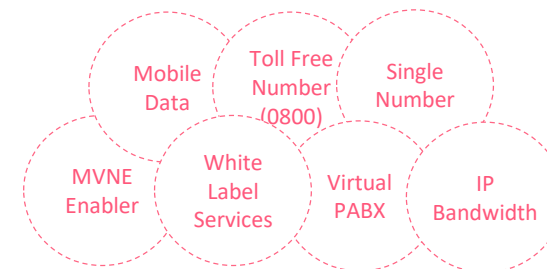 Mobile
Data
Toll Free
Number
(0800)
Single
Number
MVNE
Enabler
White
Label
Services
Virtual
PABX
IP
Bandwidth